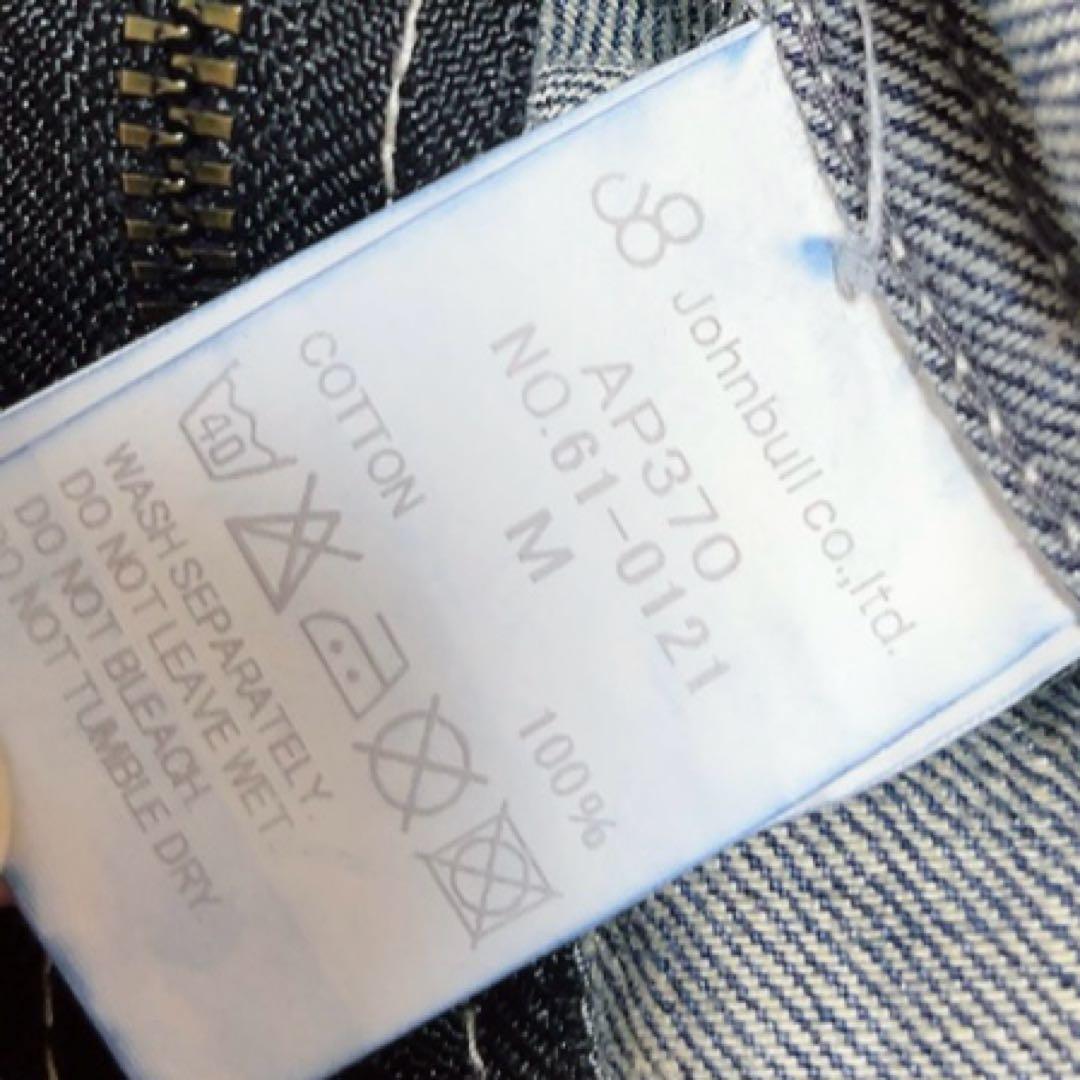 Johnbull co.,ltd.
AP370
NO.61-0121
M
COTTON 100%
40
WASH SEPARATELY.
DO NOT LEAVE WET.
DO NOT BLEACH.
DO NOT TUMBLE DRY.